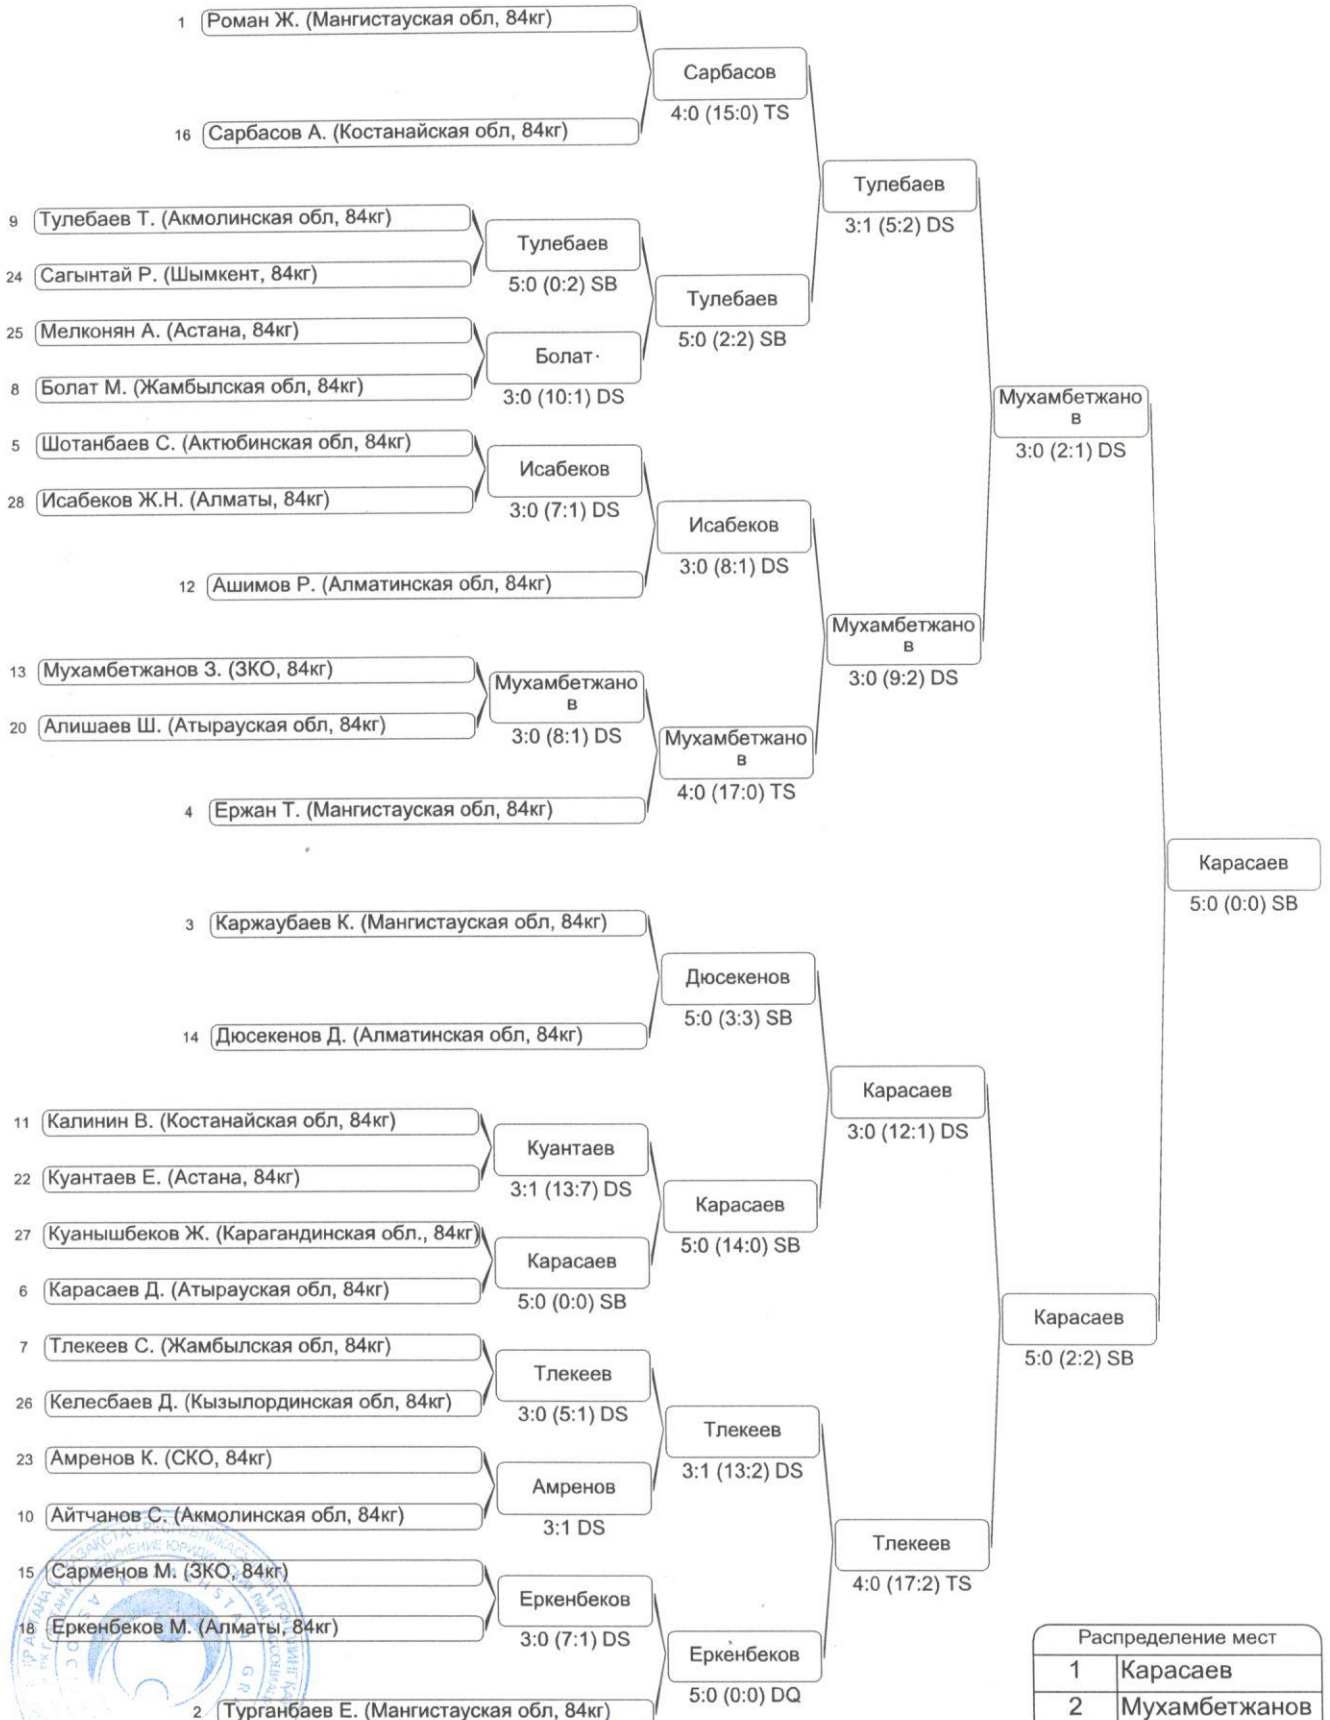 1 Роман Ж. (Мангистауская обл, 84кг)
Сарбасов
4:0 (15:0) TS
16 Сарбасов А. (Костанайская обл, 84кг)
Тулебаев
3:1 (5:2) DS
9 Тулебаев Т. (Акмолинская обл, 84кг)
Тулебаев
5:0 (0:2) SB
24 Сагынтай Р. (Шымкент, 84кг)
Тулебаев
5:0 (2:2) SB
25 Мелконян А. (Астана, 84кг)
Болат
3:0 (10:1) DS
8 Болат М. (Жамбылская обл, 84кг)
Мухамбетжано
в
3:0 (2:1) DS
5 Шотанбаев С. (Актюбинская обл, 84кг)
Исабеков
3:0 (7:1) DS
28 Исабеков Ж.Н. (Алматы, 84кг)
Исабеков
3:0 (8:1) DS
12 Ашимов Р. (Алматинская обл, 84кг)
Мухамбетжано
в
3:0 (9:2) DS
13 Мухамбетжанов З. (ЗКО, 84кг)
Мухамбетжано
в
3:0 (8:1) DS
20 Алишаев Ш. (Атырауская обл, 84кг)
Мухамбетжано
в
4:0 (17:0) TS
4 Ержан Т. (Мангистауская обл, 84кг)
Карасаев
5:0 (0:0) SB
3 Каржаубаев К. (Мангистауская обл, 84кг)
Дюсекенов
5:0 (3:3) SB
14 Дюсекенов Д. (Алматинская обл, 84кг)
Карасаев
3:0 (12:1) DS
11 Калинин В. (Костанайская обл, 84кг)
Куантаев
3:1 (13:7) DS
22 Куантаев Е. (Астана, 84кг)
Карасаев
5:0 (14:0) SB
27 Куанышбеков Ж. (Карагандинская обл., 84кг)
Карасаев
5:0 (0:0) SB
6 Карасаев Д. (Атырауская обл, 84кг)
Карасаев
5:0 (2:2) SB
7 Тлекеев С. (Жамбылская обл, 84кг)
Тлекеев
3:0 (5:1) DS
26 Келесбаев Д. (Кызылординская обл, 84кг)
Тлекеев
3:1 (13:2) DS
23 Амренов К. (СКО, 84кг)
Амренов
3:1 DS
10 Айтчанов С. (Акмолинская обл, 84кг)
Тлекеев
4:0 (17:2) TS
15 Сарменов М. (ЗКО, 84кг)
Еркенбеков
3:0 (7:1) DS
18 Еркенбеков М. (Алматы, 84кг)
Еркенбеков
5:0 (0:0) DQ
2 Турганбаев Е. (Мангистауская обл, 84кг)
Распределение мест
1 Карасаев
2 Мухамбетжанов